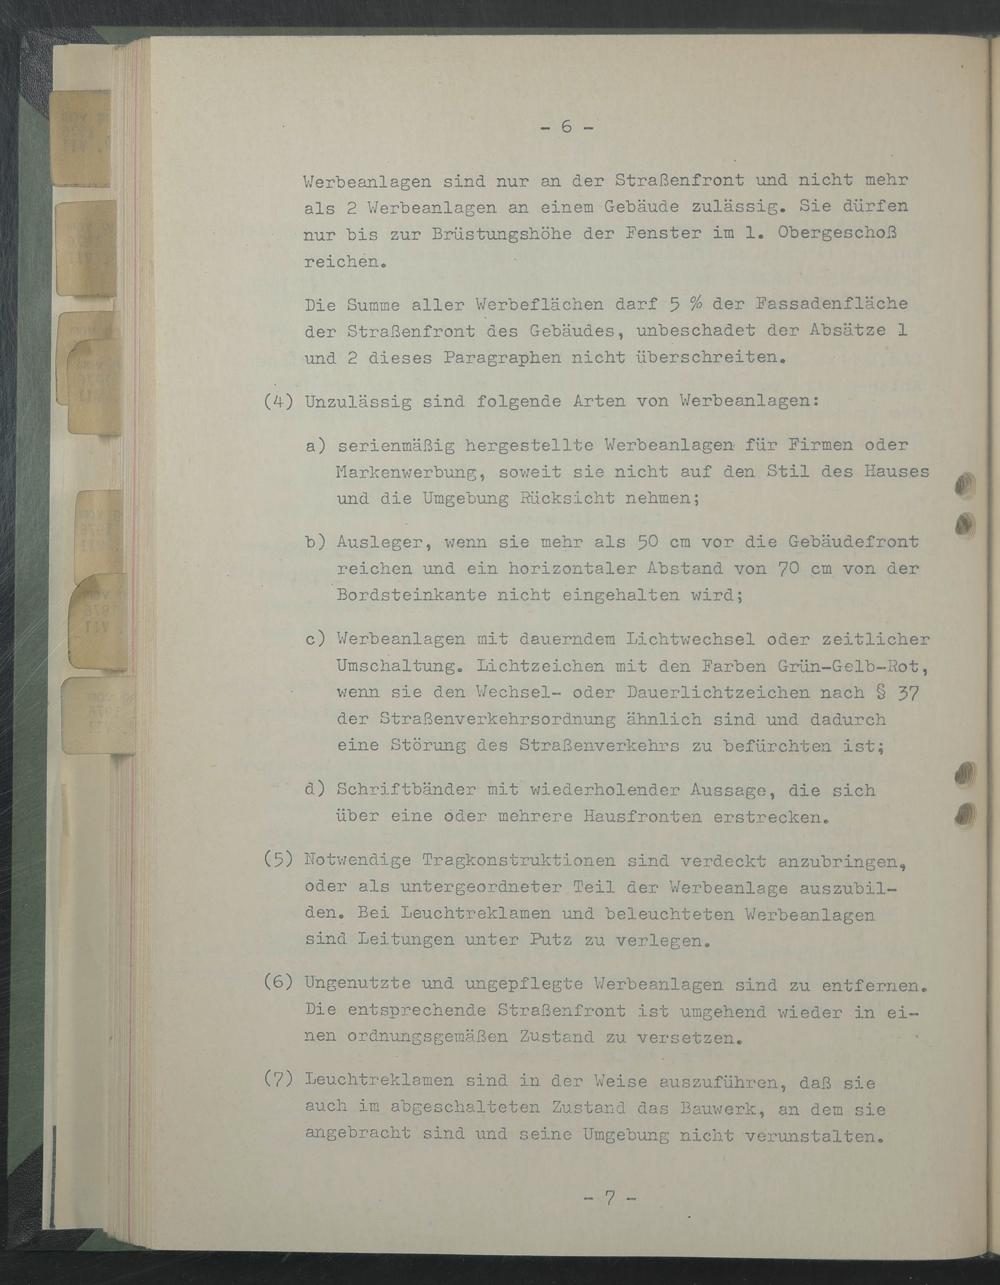 - 6 -
Werbeanlagen sind nur an der Straßenfront und nicht mehr
als 2 Werbeanlagen an einem Gebäude zulässig. Sie dürfen
nur bis zur Brüstungshöhe der Fenster im 1. Obergeschoß
reichen.
Die Summe aller Werbeflächen darf 5 % der Fassadenfläche
der Straßenfront des Gebäudes, unbeschadet der Absätze 1
und 2 dieses Paragraphen nicht überschreiten.
(4) Unzulässig sind folgende Arten von Werbeanlagen:
a) serienmäßig hergestellte Werbeanlagen für Firmen oder
Markenwerbung, soweit sie nicht auf den Stil des Hauses
und die Umgebung Rücksicht nehmen;
b) Ausleger, wenn sie mehr als 50 cm vor die Gebäudefront
reichen und ein horizontaler Abstand von 70 cm von der
Bordsteinkante nicht eingehalten wird;
c) Werbeanlagen mit dauerndem Lichtwechsel oder zeitlicher
Umschaltung. Lichtzeichen mit den Farben Grün-Gelb-Rot,
wenn sie den Wechsel- oder Dauerlichtzeichen nach § 37
der Straßenverkehrsordnung ähnlich sind und dadurch
eine Störung des Straßenverkehrs zu befürchten ist;
d) Schriftbänder mit wiederholender Aussage, die sich
über eine oder mehrere Hausfronten erstrecken.
(5) Notwendige Tragkonstruktionen sind verdeckt anzubringen,
oder als untergeordneter Teil der Werbeanlage auszubil-
den. Bei Leuchtreklamen und beleuchteten Werbeanlagen
sind Leitungen unter Putz zu verlegen.
(6) Ungenutzte und ungepflegte Werbeanlagen sind zu entfernen.
Die entsprechende Straßenfront ist umgehend wieder in ei-
nen ordnungsgemäßen Zustand zu versetzen.
(7) Leuchtreklamen sind in der Weise auszuführen, daß sie
auch im abgeschalteten Zustand das Bauwerk, an dem sie
angebracht sind und seine Umgebung nicht verunstalten.
- 7 -